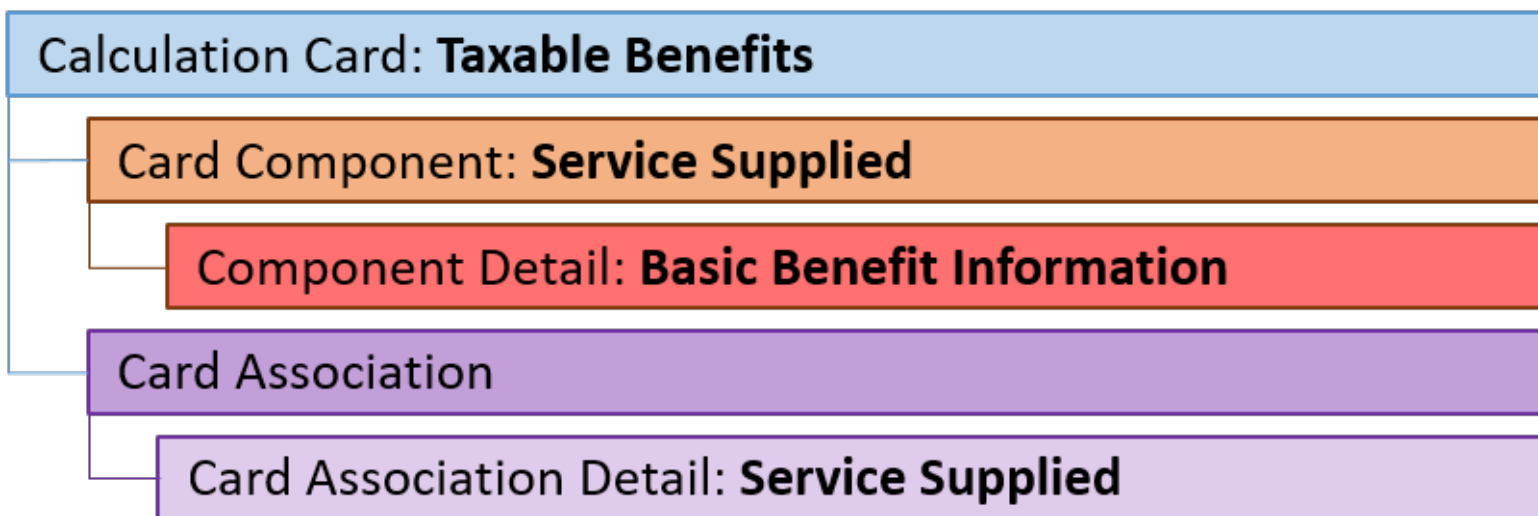 Calculation Card: Taxable Benefits
Card Component: Service Supplied
Component Detail: Basic Benefit Information
Card Association
Card Association Detail: Service Supplied